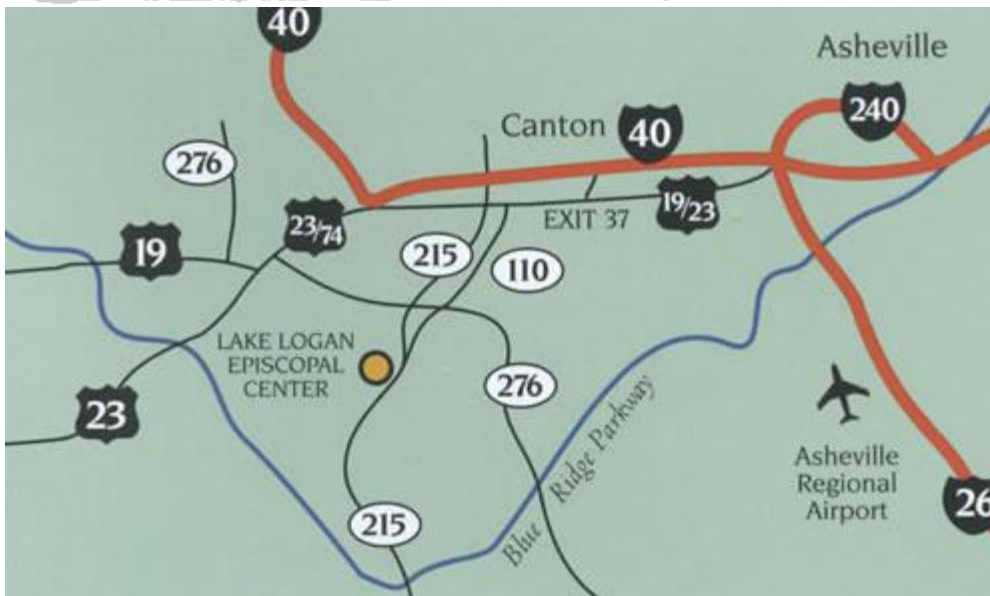 40
Asheville
240
Canton
40
276
23/74
19/23
EXIT 37
19
215
110
LAKE LOGAN
EPISCOPAL
CENTER
276
23
Blue Ridge Parkway
Asheville
Regional
Airport
26
215